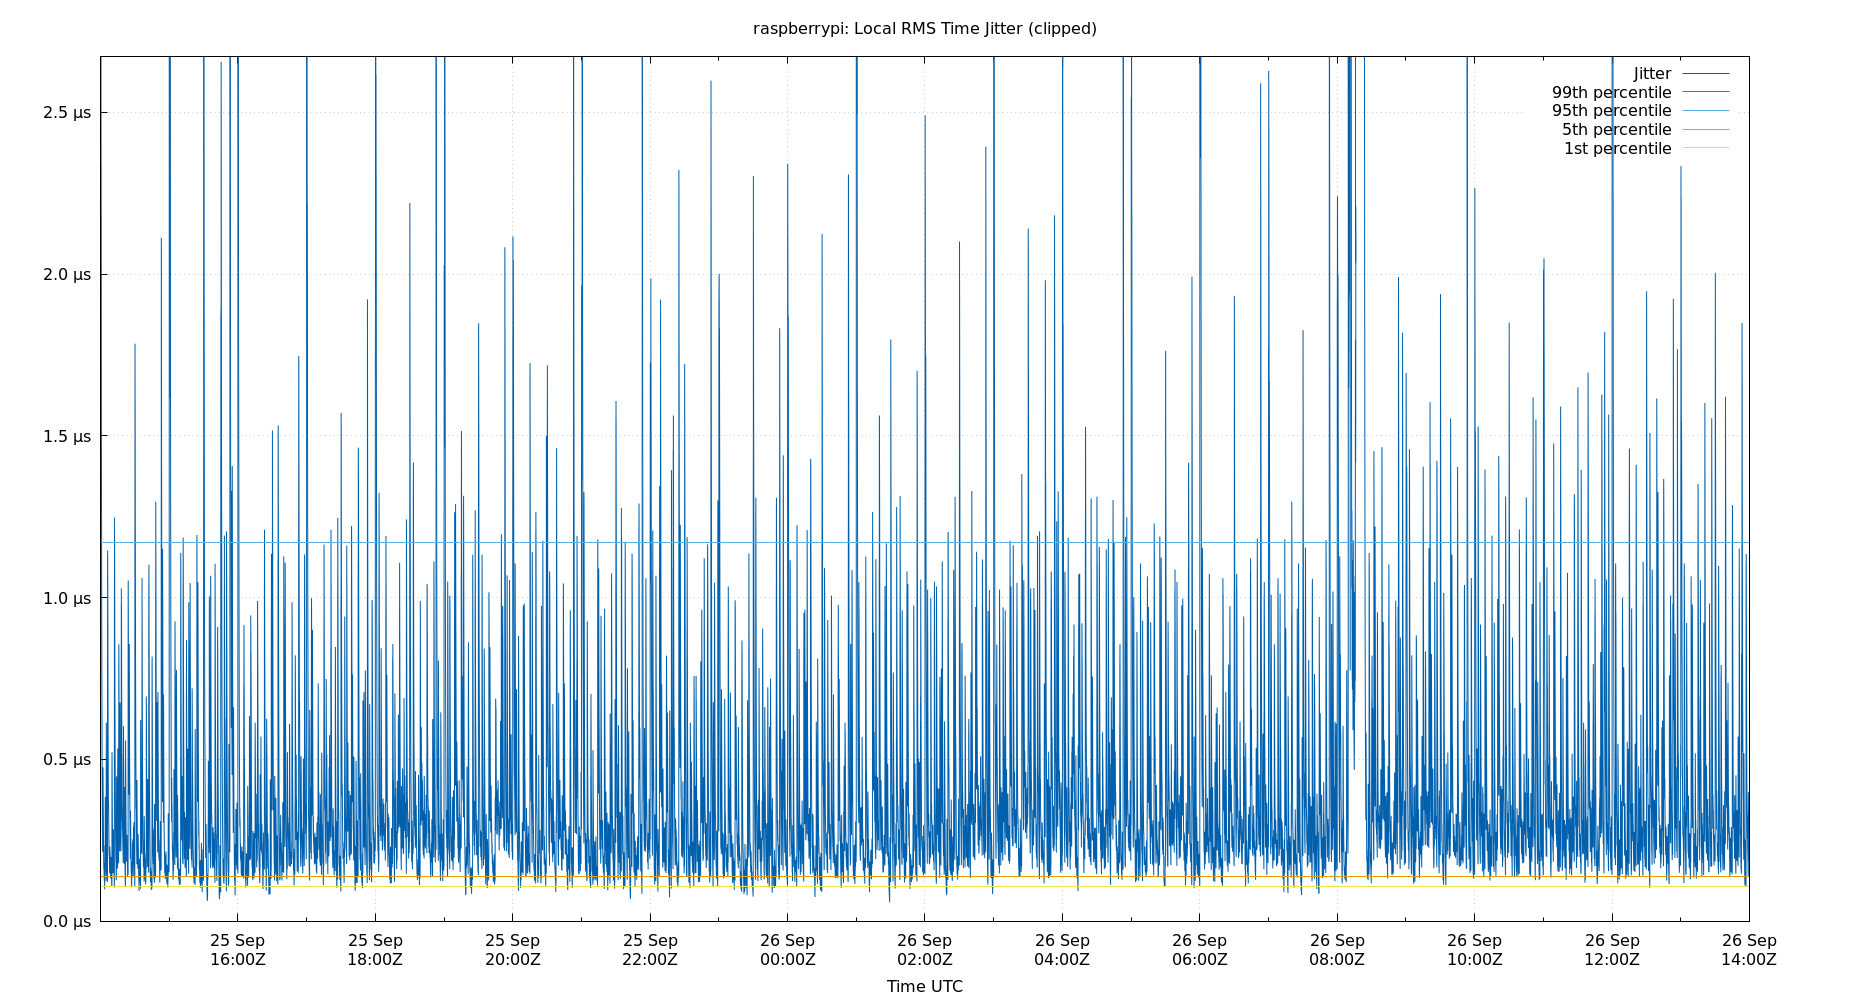 raspberrypi: Local RMS Time Jitter (clipped)
Jitter
99th percentile
95th percentile
5th percentile
1st percentile
2.5 µs
2.0 µs
1.5 µs
1.0 µs
0.5 µs
0.0 µs
25 Sep 25 Sep 25 Sep 25 Sep 26 Sep 26 Sep 26 Sep 26 Sep 26 Sep 26 Sep 26 Sep 26 Sep
16:00Z 18:00Z 20:00Z 22:00Z 00:00Z 02:00Z 04:00Z 06:00Z 08:00Z 10:00Z 12:00Z 14:00Z
Time UTC